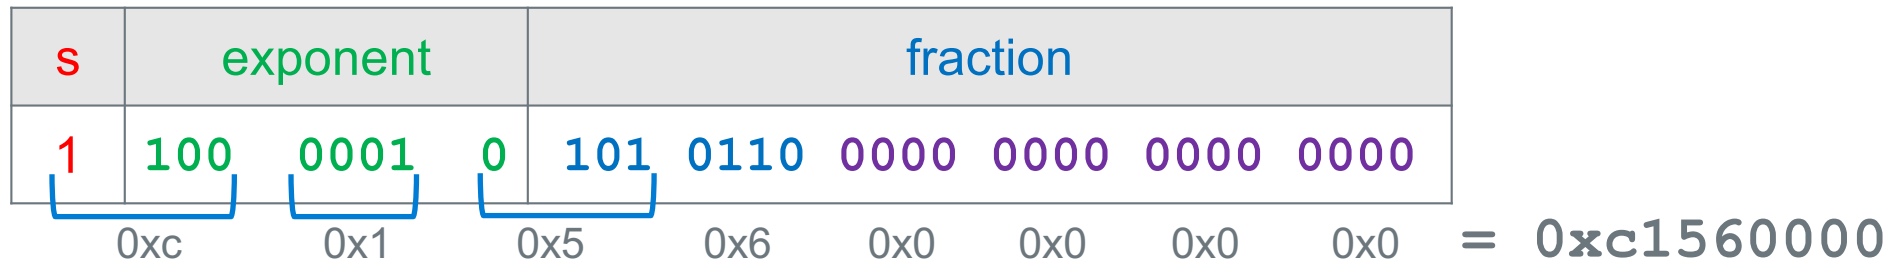 s exponent fraction
1 100 0001 0 101 0110 0000 0000 0000 0000
0xc 0x1 0x5 0x6 0x0 0x0 0x0 0x0 = 0xc1560000